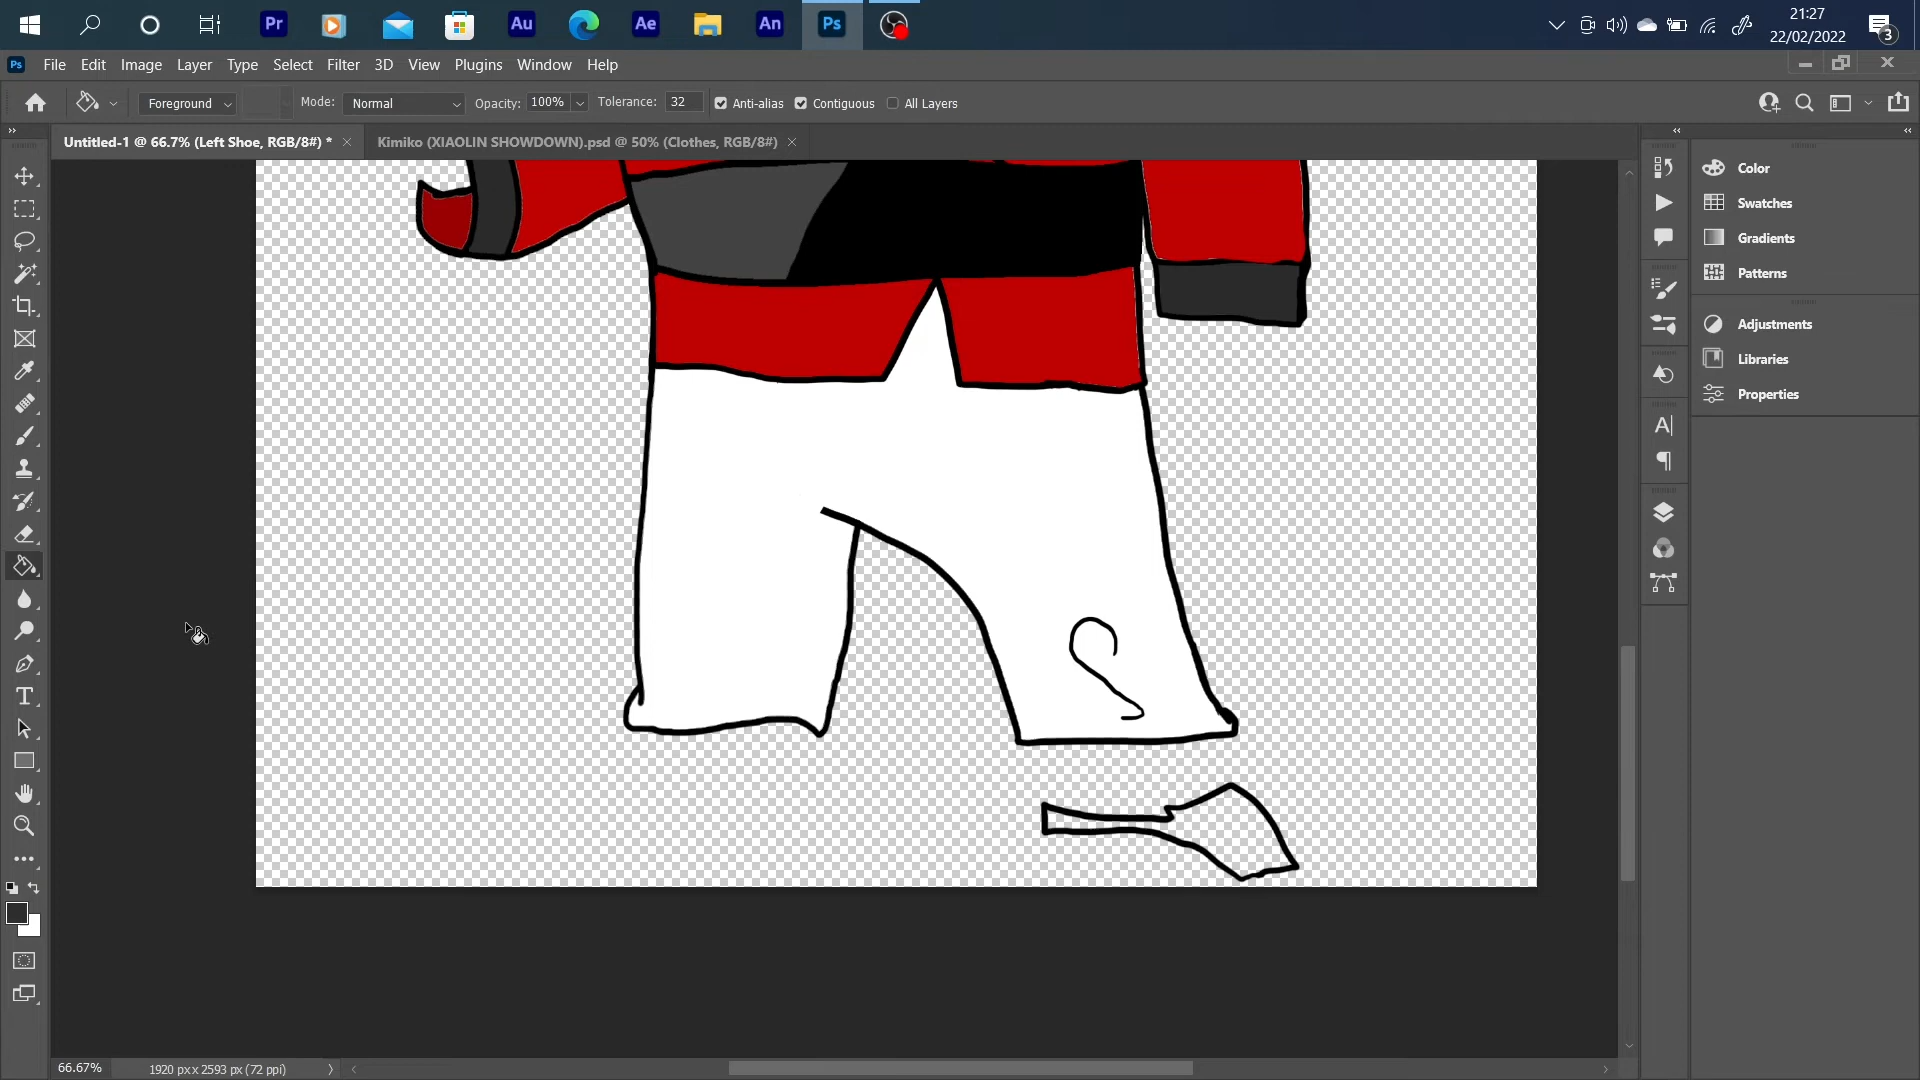 Pr
Au
Ae
An
Ps
21:27
22/02/2022
3
Ps File Edit Image Layer Type Select Filter 3D View Plugins Window Help
Foreground Mode: Normal Opacity: 100% Tolerance: 32 Anti-alias Contiguous All Layers
Untitled-1 @ 66.7% (Left Shoe, RGB/8#) * Kimiko (XIAOLIN SHOWDOWN).psd @ 50% (Clothes, RGB/8#)
Color
Swatches
Gradients
Patterns
Adjustments
Libraries
Properties
66.67% 1920 px x 2593 px (72 ppi)